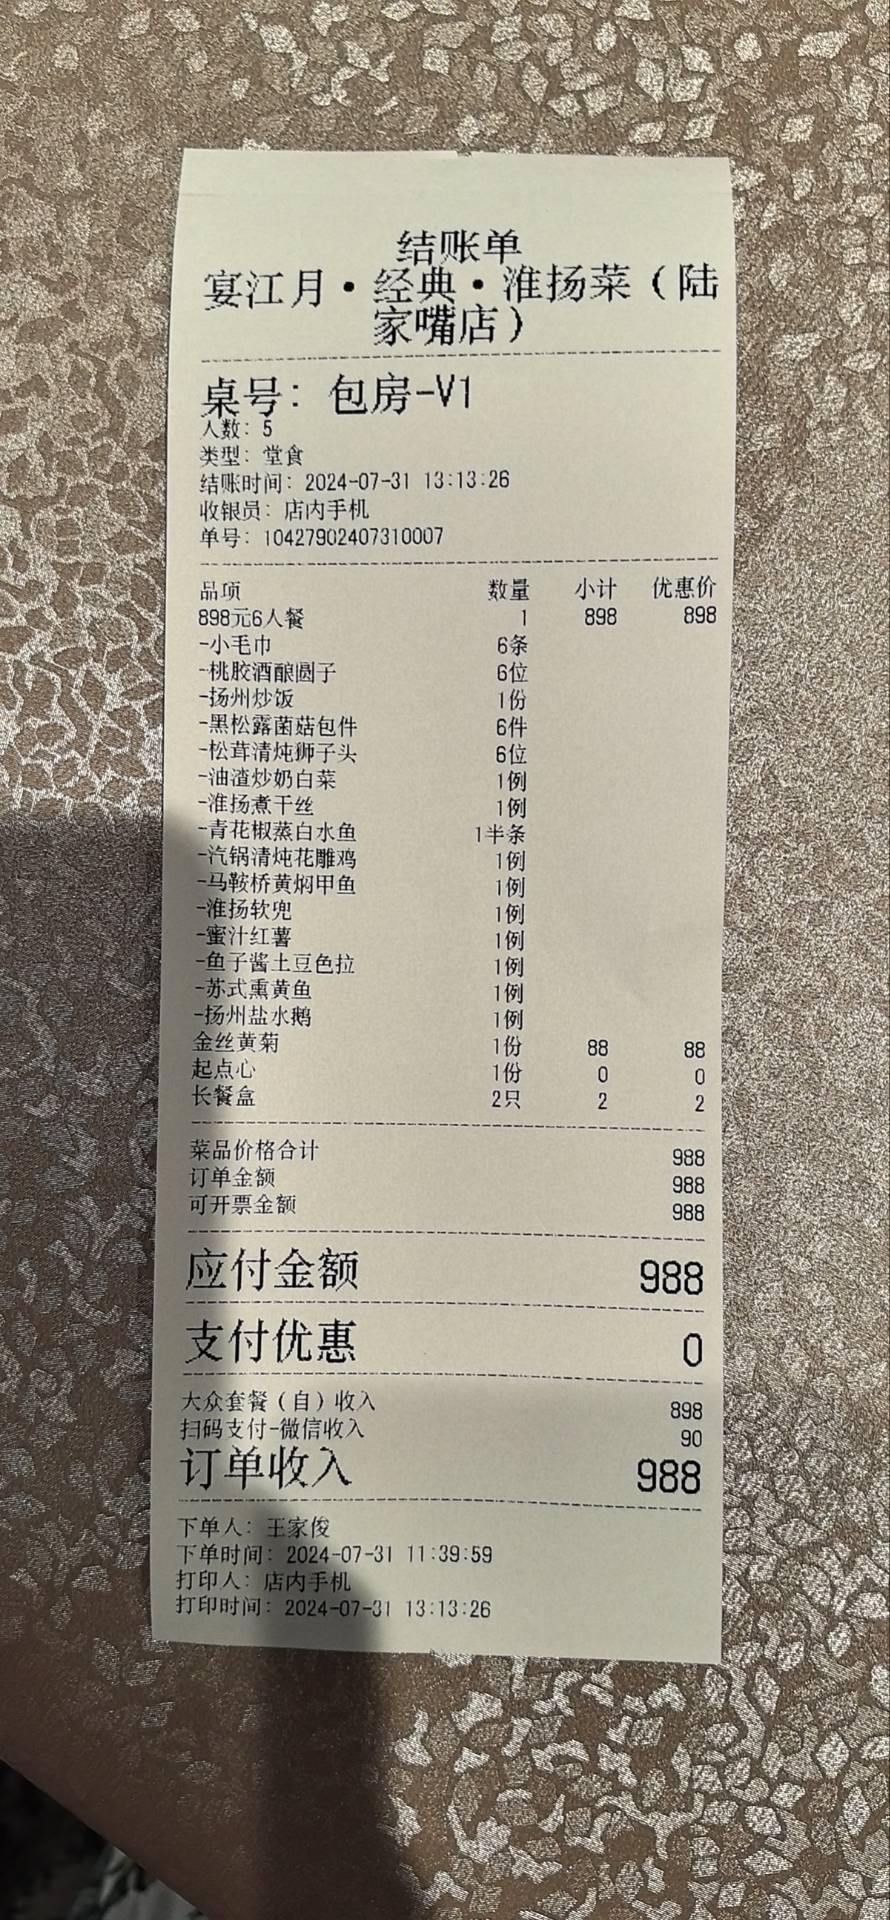 结账单
宴江月·经典·淮扬菜（陆
家嘴店）
桌号：包房-V1
人数：5
类型：堂食
结账时间：2024-07-31 13:13:26
收银员：店内手机
单号：10427902407310007
品项 数量 小计 优惠价
898元6人餐 1 898 898
-小毛巾 6条
-桃胶酒酿圆子 6位
-扬州炒饭 1份
-黑松露菌菇包件 6件
-松茸清炖狮子头 6位
-油渣炒奶白菜 1例
-淮扬煮干丝 1例
-青花椒蒸白水鱼 1半条
-汽锅清炖花雕鸡 1例
-马鞍桥黄焖甲鱼 1例
-淮扬软兜 1例
-蜜汁红薯 1例
-鱼子酱土豆色拉 1例
-苏式熏黄鱼 1例
-扬州盐水鹅 1例
金丝黄菊 1份 88 88
起点心 1份 0 0
长餐盒 2只 2 2
菜品价格合计 988
订单金额 988
可开票金额 988
应付金额 988
支付优惠 0
大众套餐（自）收入 898
扫码支付-微信收入 90
订单收入 988
下单人：王家俊
下单时间：2024-07-31 11:39:59
打印人：店内手机
打印时间：2024-07-31 13:13:26